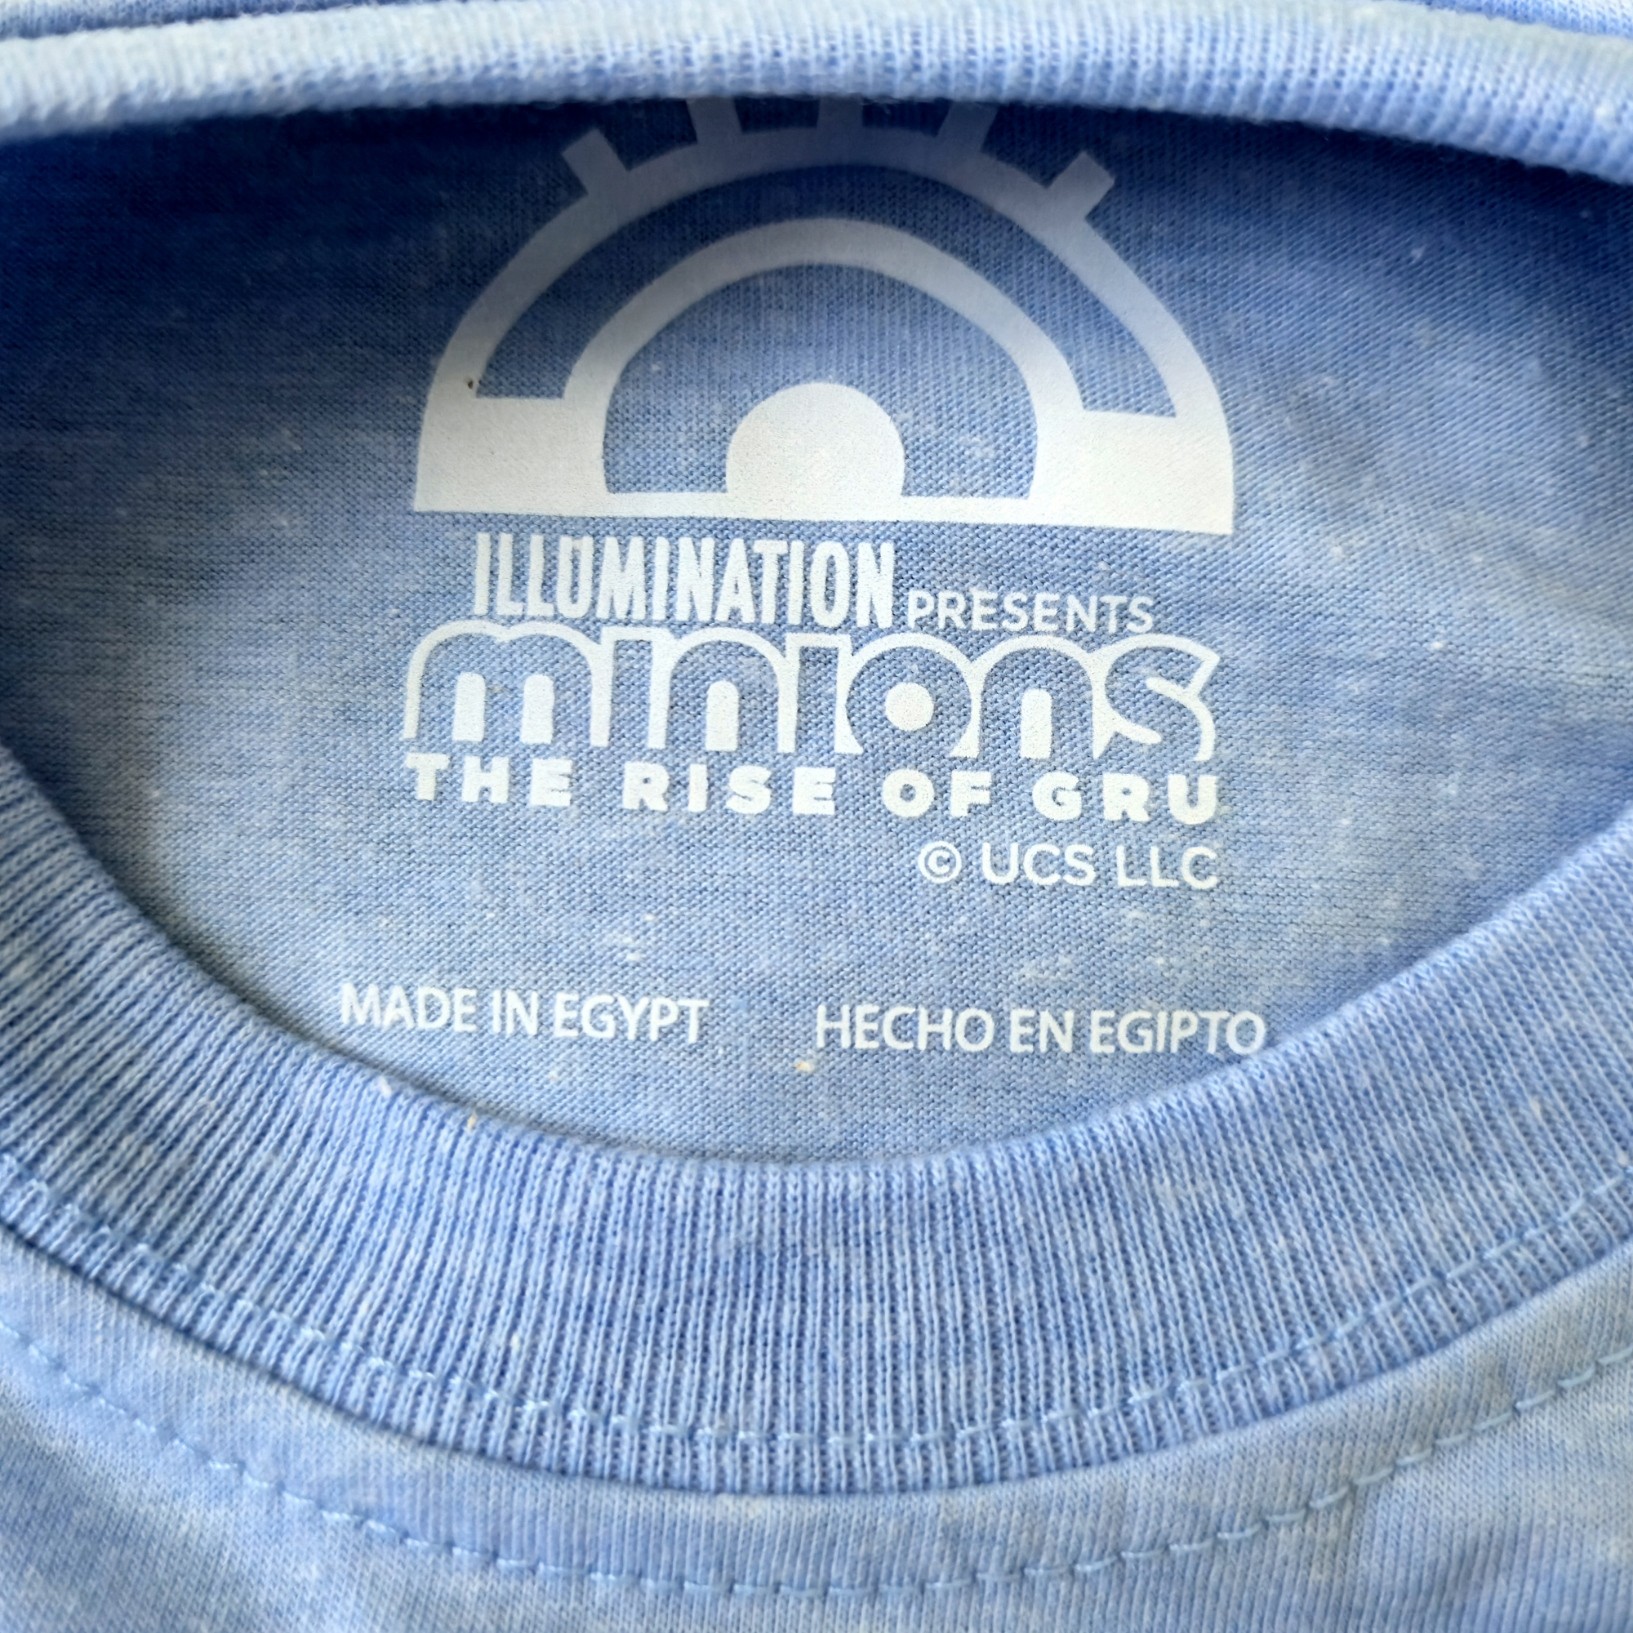 ILLUMINATION PRESENTS
minions
THE RISE OF GRU
© UCS LLC
MADE IN EGYPT HECHO EN EGIPTO